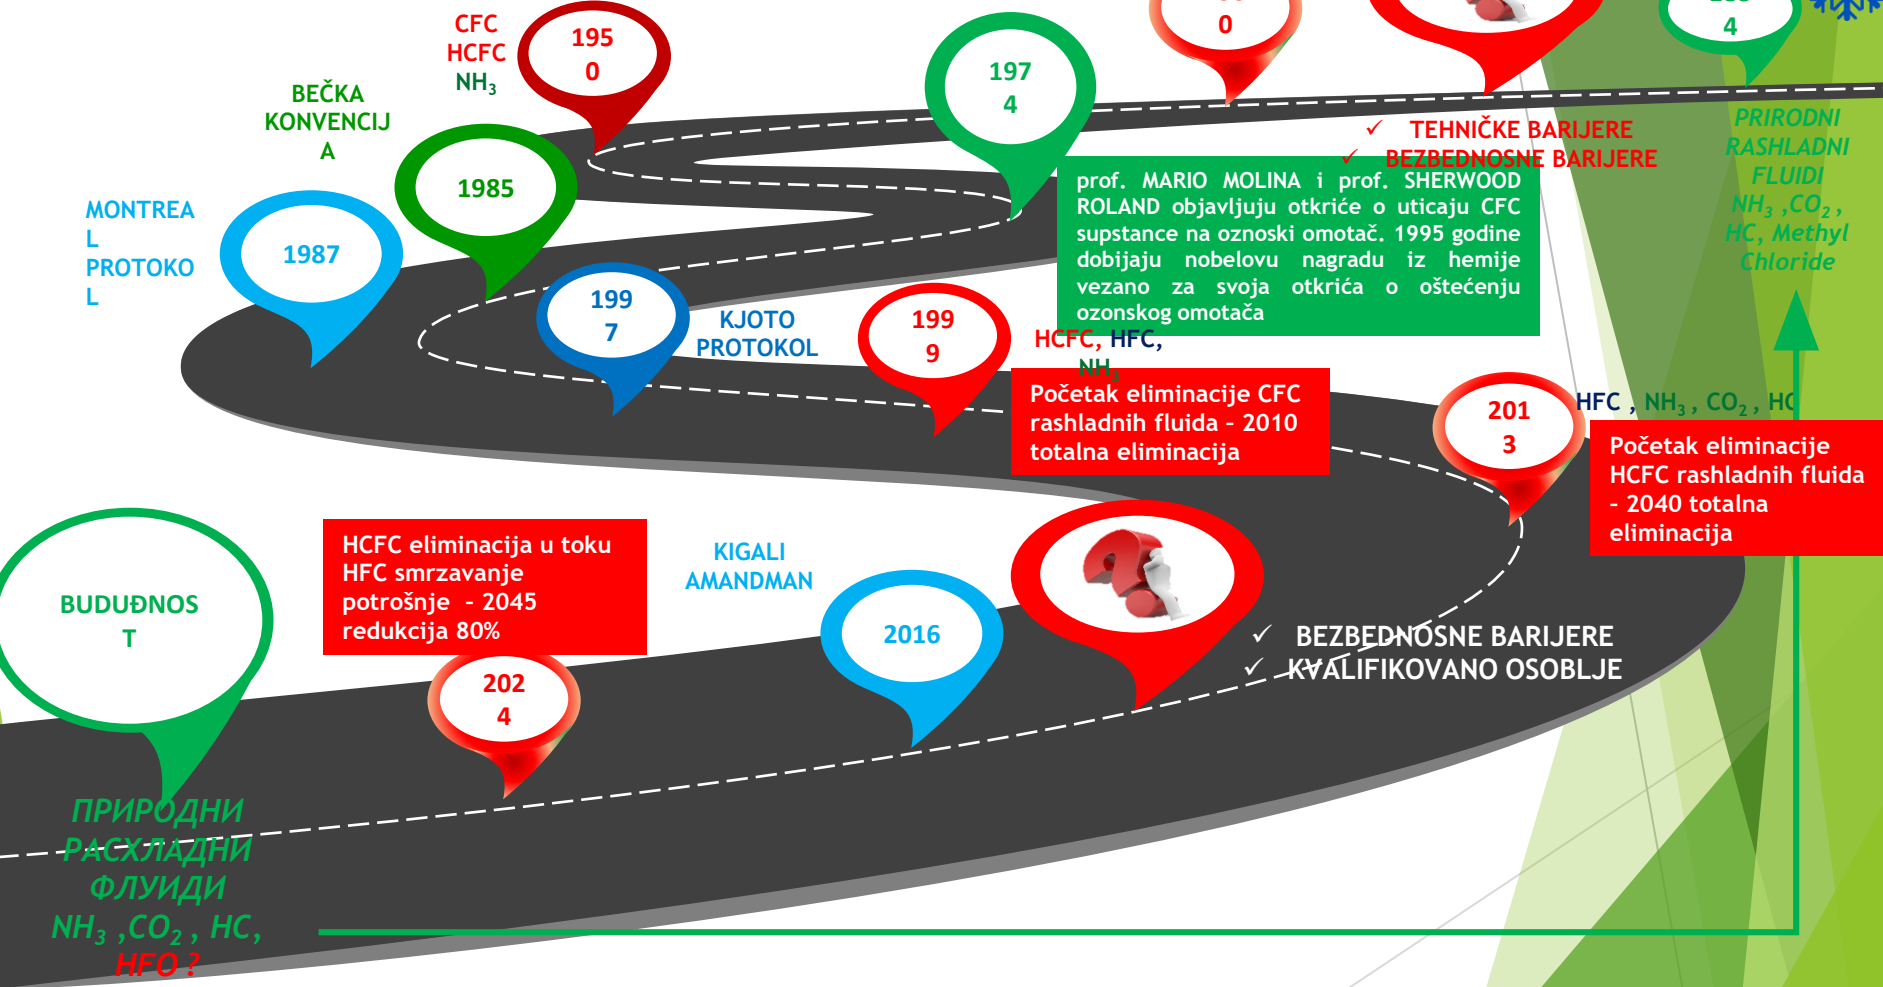 CFC
HCFC
NH₃
195
0
0
4
BEČKA
KONVENCIJ
A
1985
197
4
TEHNIČKE BARIJERE
BEZBEDNOSNE BARIJERE
PRIRODNI
RASHLADNI
FLUIDI
NH₃ ,CO₂ ,
HC, Methyl
Chloride
MONTREA
L
PROTOKO
L
1987
prof. MARIO MOLINA i prof. SHERWOOD
ROLAND objavljuju otkriće o uticaju CFC
supstance na oznoski omotač. 1995 godine
dobijaju nobelovu nagradu iz hemije
vezano za svoja otkrića o oštećenju
ozonskog omotača
199
7
KJOTO
PROTOKOL
199
9
HCFC, HFC,
NH₃
Početak eliminacije CFC
rashladnih fluida – 2010
totalna eliminacija
201
3
HFC , NH₃ , CO₂ , HC
Početak eliminacije
HCFC rashladnih fluida
– 2040 totalna
eliminacija
BUDUĐNOS
T
HCFC eliminacija u toku
HFC smrzavanje
potrošnje – 2045
redukcija 80%
202
4
KIGALI
AMANDMAN
2016
BEZBEDNOSNE BARIJERE
KVALIFIKOVANO OSOBLJE
ПРИРОДНИ
РАСХЛАДНИ
ФЛУИДИ
NH₃ ,CO₂ , HC,
HFO ?